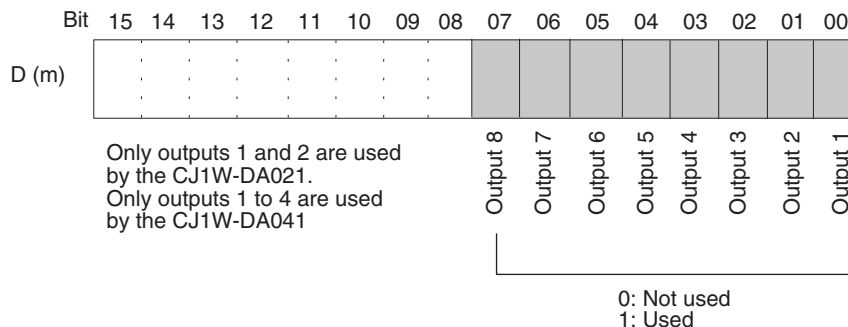 Bit 15 14 13 12 11 10 09 08 07 06 05 04 03 02 01 00
D (m)
Output 8
Output 7
Output 6
Output 5
Output 4
Output 3
Output 2
Output 1
Only outputs 1 and 2 are used
by the CJ1W-DA021.
Only outputs 1 to 4 are used
by the CJ1W-DA041
0: Not used
1: Used